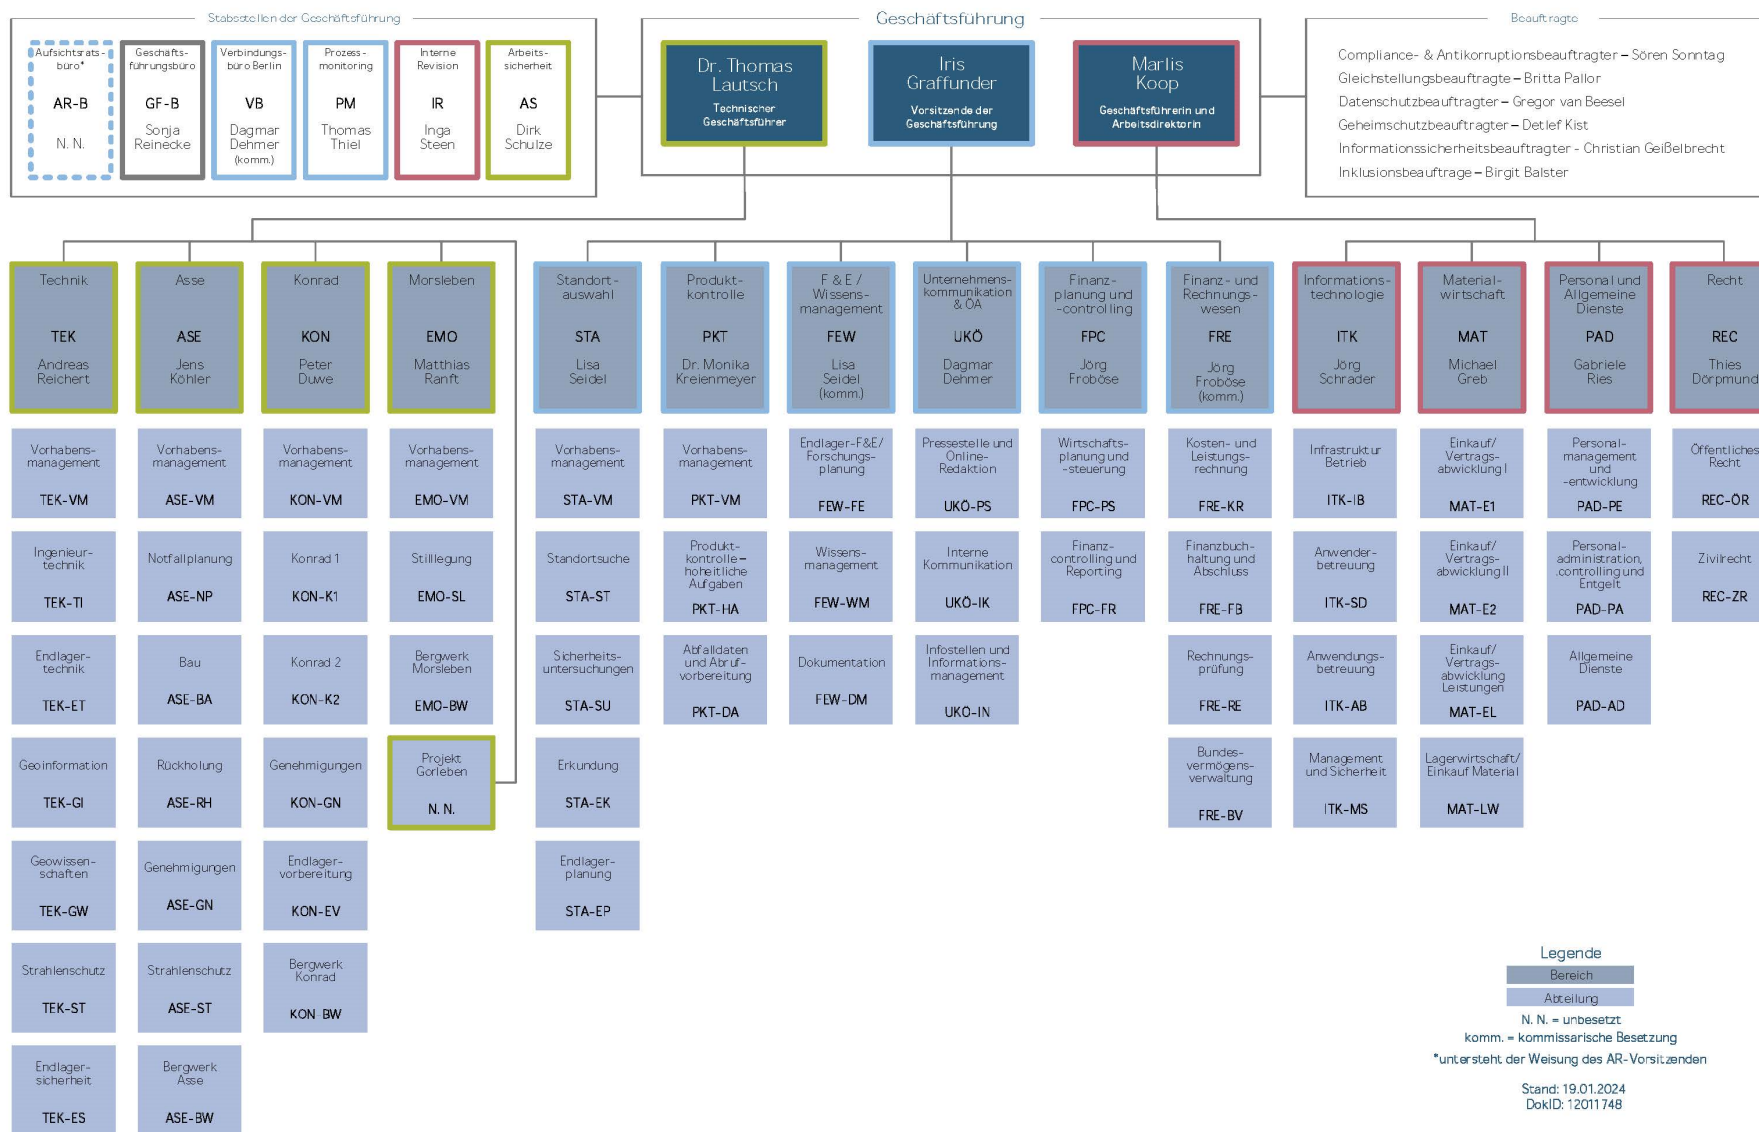 Stabsstellen der Geschäftsführung
Aufsichtsrats-
büro*
AR-B
N. N.
Geschäfts-
führungsbüro
GF-B
Sonja
Reinecke
Verbindungs-
büro Berlin
VB
Dagmar
Dehmer
(komm.)
Prozess-
monitoring
PM
Thomas
Thiel
Interne
Revision
IR
Inga
Steen
Arbeits-
sicherheit
AS
Dirk
Schulze
Geschäftsführung
Dr. Thomas
Lautsch
Technischer
Geschäftsführer
Iris
Graffunder
Vorsitzende der
Geschäftsführung
Marlis
Koop
Geschäftsführerin und
Arbeitsdirektorin
Beauftragte
Compliance- & Antikorruptionsbeauftragter – Sören Sonntag
Gleichstellungsbeauftragte – Britta Pallor
Datenschutzbeauftragter – Gregor van Beesel
Geheimschutzbeauftragter – Detlef Kist
Informationssicherheitsbeauftragter - Christian Geißelbrecht
Inklusionsbeauftrage – Birgit Balster
Technik
TEK
Andreas
Reichert
Vorhabens-
management
TEK-VM
Ingenieur-
technik
TEK-TI
Endlager-
technik
TEK-ET
Geoinformation
TEK-GI
Geowissen-
schaften
TEK-GW
Strahlenschutz
TEK-ST
Endlager-
sicherheit
TEK-ES
Asse
ASE
Jens
Köhler
Vorhabens-
management
ASE-VM
Notfallplanung
ASE-NP
Bau
ASE-BA
Rückholung
ASE-RH
Genehmigungen
ASE-GN
Strahlenschutz
ASE-ST
Bergwerk
Asse
ASE-BW
Konrad
KON
Peter
Duwe
Vorhabens-
management
KON-VM
Konrad 1
KON-K1
Konrad 2
KON-K2
Genehmigungen
KON-GN
Endlager-
vorbereitung
KON-EV
Bergwerk
Konrad
KON-BW
Morsleben
EMO
Matthias
Ranft
Vorhabens-
management
EMO-VM
Stilllegung
EMO-SL
Bergwerk
Morsleben
EMO-BW
Projekt
Gorleben
N. N.
Standort-
auswahl
STA
Lisa
Seidel
Vorhabens-
management
STA-VM
Standortsuche
STA-ST
Sicherheits-
untersuchungen
STA-SU
Erkundung
STA-EK
Endlager-
planung
STA-EP
Produkt-
kontrolle
PKT
Dr. Monika
Kreienmeyer
Vorhabens-
management
PKT-VM
Produkt-
kontrolle –
hoheitliche
Aufgaben
PKT-HA
Abfalldaten
und Abruf-
vorbereitung
PKT-DA
F & E /
Wissens-
management
FEW
Lisa
Seidel
(komm.)
Endlager-F&E/
Forschungs-
planung
FEW-FE
Wissens-
management
FEW-WM
Dokumentation
FEW-DM
Unternehmens-
kommunikation
& ÖA
UKÖ
Dagmar
Dehmer
Pressestelle und
Online-
Redaktion
UKÖ-PS
Interne
Kommunikation
UKÖ-IK
Infostellen und
Informations-
management
UKÖ-IN
Finanz-
planung und
-controlling
FPC
Jörg
Froböse
Wirtschafts-
planung und
-steuerung
FPC-PS
Finanz-
controlling und
Reporting
FPC-FR
Finanz- und
Rechnungs-
wesen
FRE
Jörg
Froböse
(komm.)
Kosten- und
Leistungs-
rechnung
FRE-KR
Finanzbuch-
haltung und
Abschluss
FRE-FB
Rechnungs-
prüfung
FRE-RE
Bundes-
vermögens-
verwaltung
FRE-BV
Informations-
technologie
ITK
Jörg
Schrader
Infrastruktur
Betrieb
ITK-IB
Anwender-
betreuung
ITK-SD
Anwendungs-
betreuung
ITK-AB
Management
und Sicherheit
ITK-MS
Material-
wirtschaft
MAT
Michael
Greb
Einkauf/
Vertrags-
abwicklung I
MAT-E1
Einkauf/
Vertrags-
abwicklung II
MAT-E2
Einkauf/
Vertrags-
abwicklung
Leistungen
MAT-EL
Lagerwirtschaft/
Einkauf Material
MAT-LW
Personal und
Allgemeine
Dienste
PAD
Gabriele
Ries
Personal-
management
und
-entwicklung
PAD-PE
Personal-
administration,
.controlling und
Entgelt
PAD-PA
Allgemeine
Dienste
PAD-AD
Recht
REC
Thies
Dörpmund
Öffentliches
Recht
REC-ÖR
Zivilrecht
REC-ZR
Legende
Bereich
Abteilung
N. N. = unbesetzt
komm. = kommissarische Besetzung
*untersteht der Weisung des AR-Vorsitzenden
Stand: 19.01.2024
DokID: 12011748